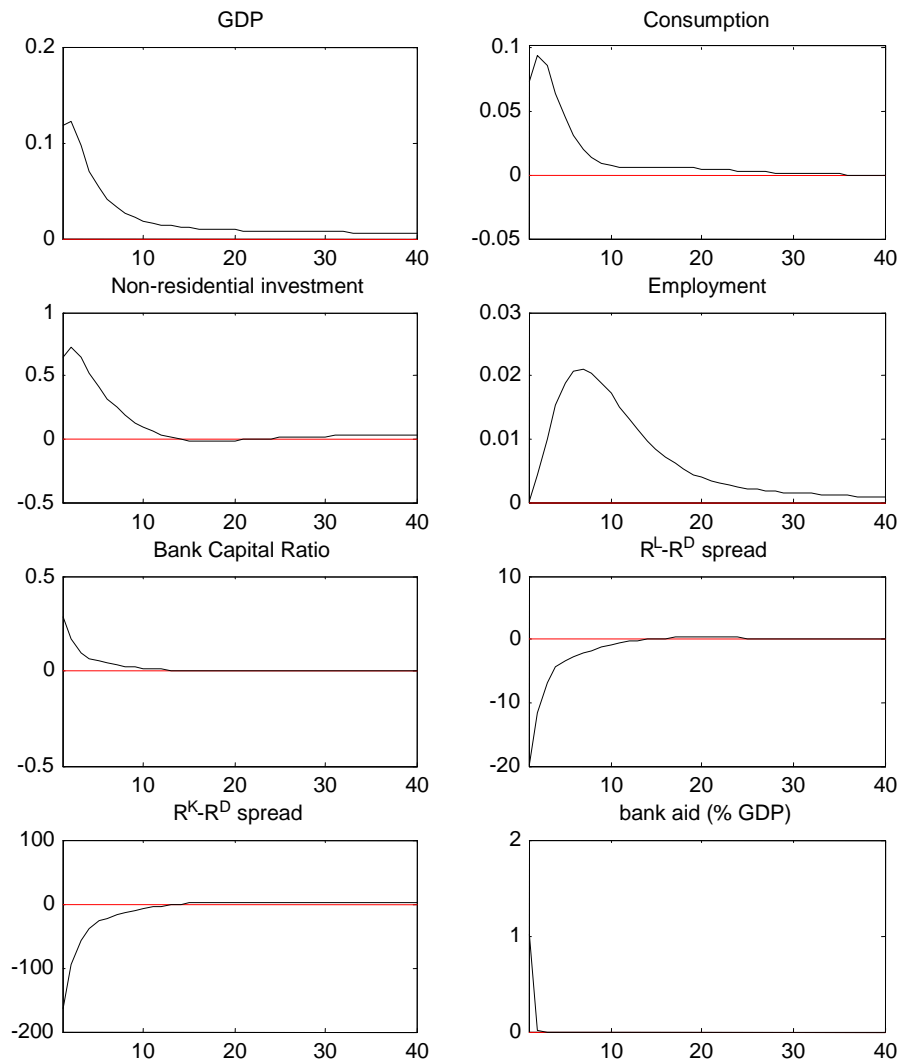 GDP
0.2
0.1
0
10 20 30 40
Consumption
0.1
0.05
0
-0.05
10 20 30 40
Non-residential investment
1
0.5
0
-0.5
10 20 30 40
Employment
0.03
0.02
0.01
0
10 20 30 40
Bank Capital Ratio
0.5
0
-0.5
10 20 30 40
R^L-R^D spread
10
0
-10
-20
10 20 30 40
R^K-R^D spread
100
0
-100
-200
10 20 30 40
bank aid (% GDP)
2
1
0
10 20 30 40